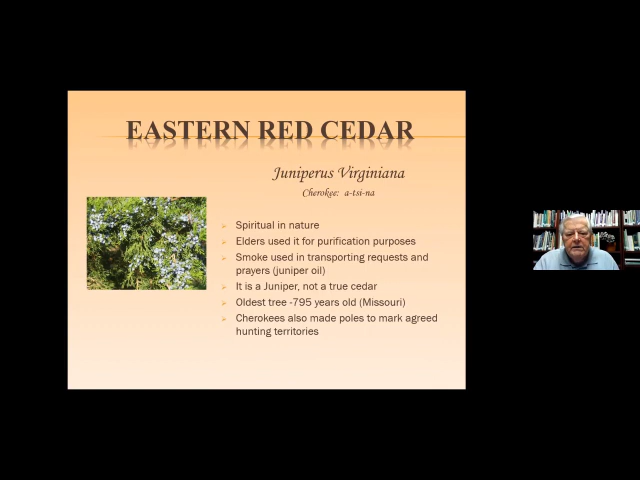 EASTERN RED CEDAR
Juniperus Virginiana
Cherokee: a-tsi-na
Spiritual in nature
Elders used it for purification purposes
Smoke used in transporting requests and
prayers (juniper oil)
It is a Juniper, not a true cedar
Oldest tree -795 years old (Missouri)
Cherokees also made poles to mark agreed
hunting territories